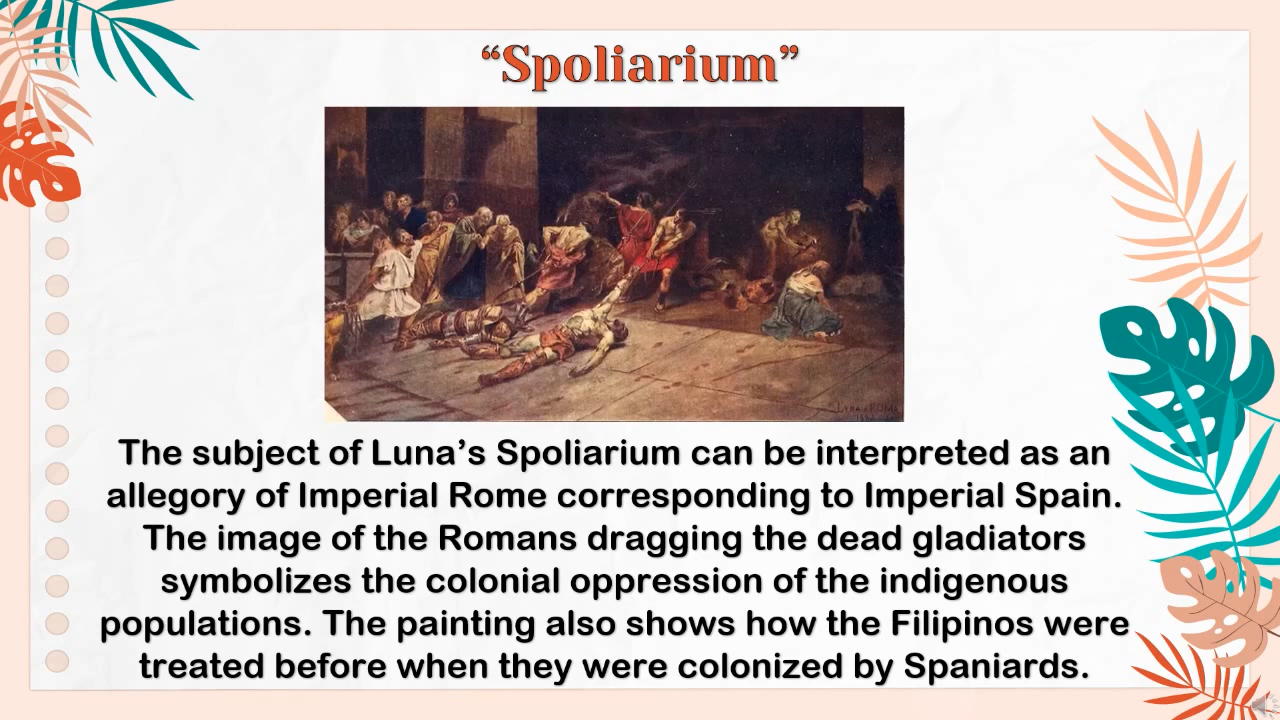 “Spoliarium”
The subject of Luna’s Spoliarium can be interpreted as an
allegory of Imperial Rome corresponding to Imperial Spain.
The image of the Romans dragging the dead gladiators
symbolizes the colonial oppression of the indigenous
populations. The painting also shows how the Filipinos were
treated before when they were colonized by Spaniards.